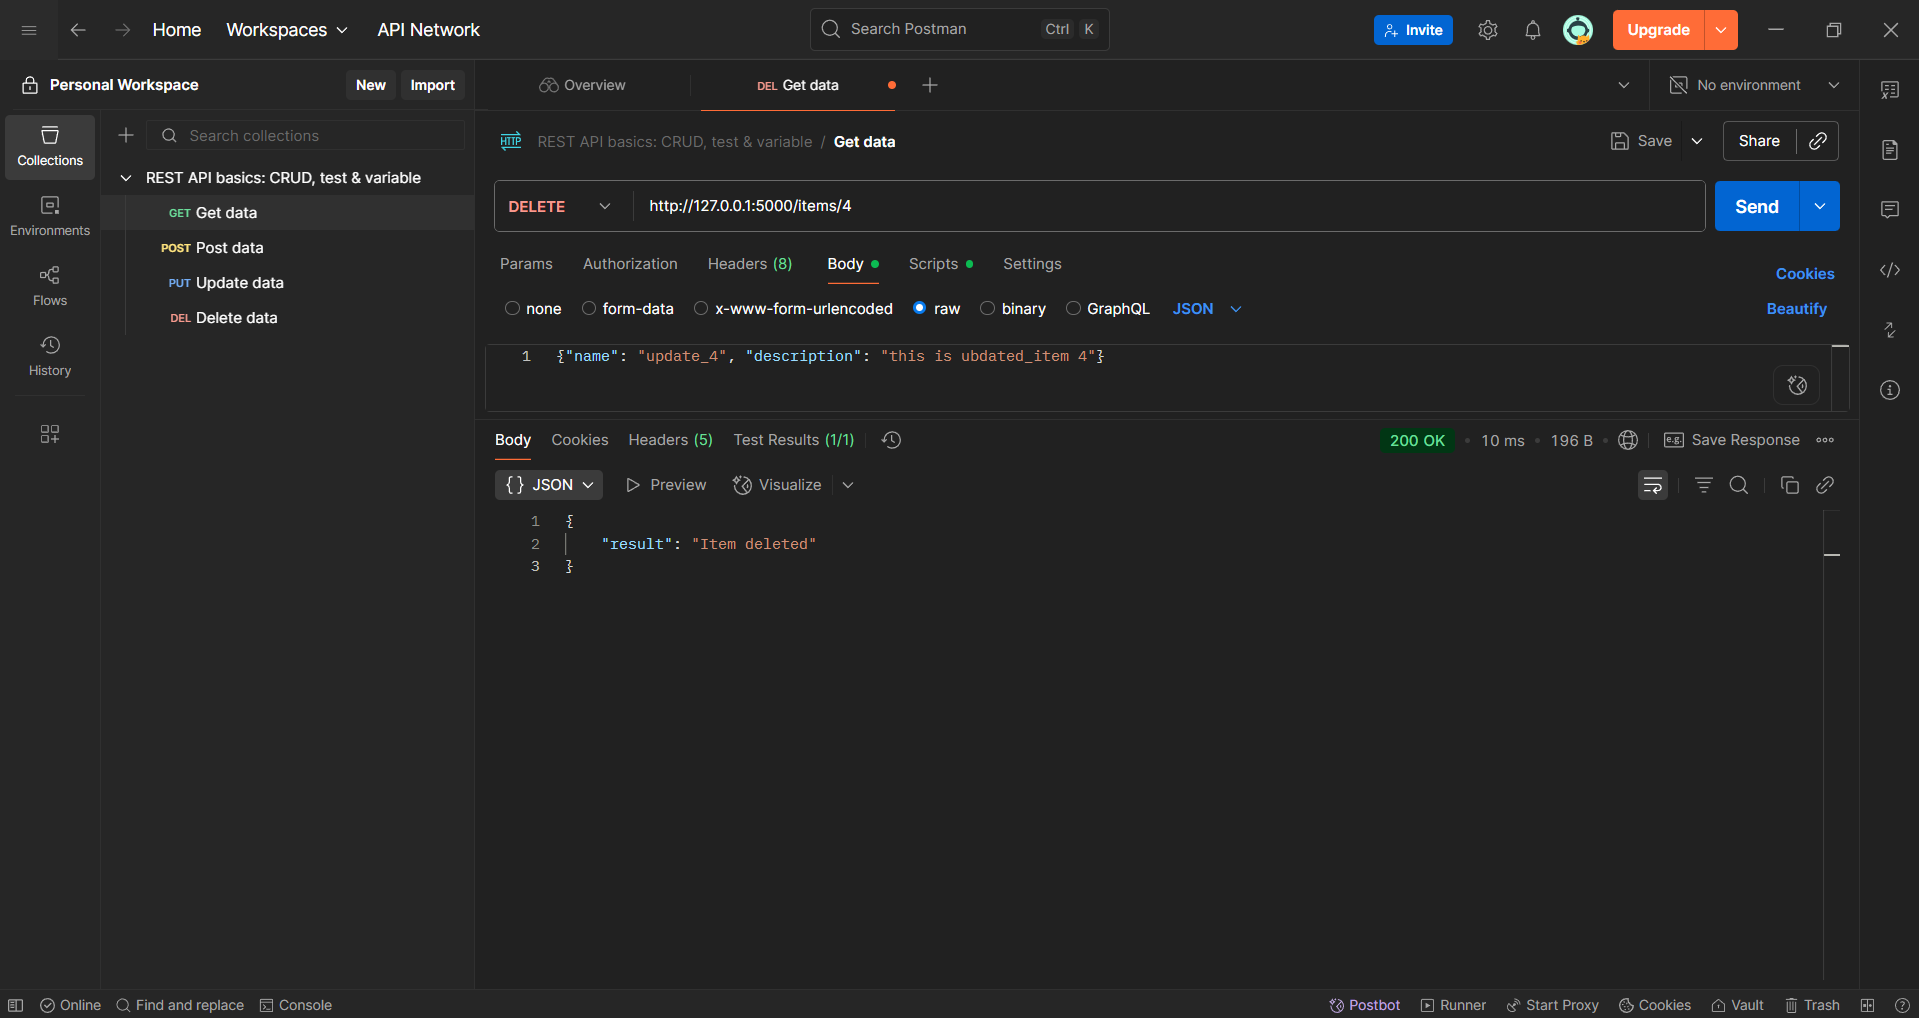 Home Workspaces API Network Search Postman Ctrl K Invite Upgrade
Personal Workspace New Import
Overview DEL Get data No environment
Collections
Environments
Flows
History
Search collections
REST API basics: CRUD, test & variable
GET Get data
POST Post data
PUT Update data
DEL Delete data
HTTP REST API basics: CRUD, test & variable / Get data Save Share
DELETE http://127.0.0.1:5000/items/4 Send
Params Authorization Headers (8) Body Scripts Settings Cookies
none form-data x-www-form-urlencoded raw binary GraphQL JSON Beautify
1 {"name": "update_4", "description": "this is ubdated_item 4"}
Body Cookies Headers (5) Test Results (1/1) 200 OK • 10 ms • 196 B • e.g. Save Response
{} JSON Preview Visualize
1 {
2 "result": "Item deleted"
3 }
Online Find and replace Console Postbot Runner Start Proxy Cookies Vault Trash